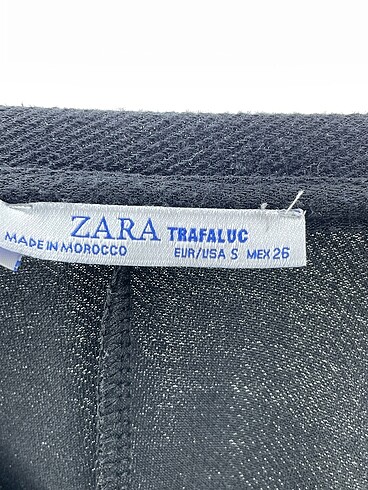 ZARA TRAFALUC
MADE IN MOROCCO EUR/USA S MEX 26